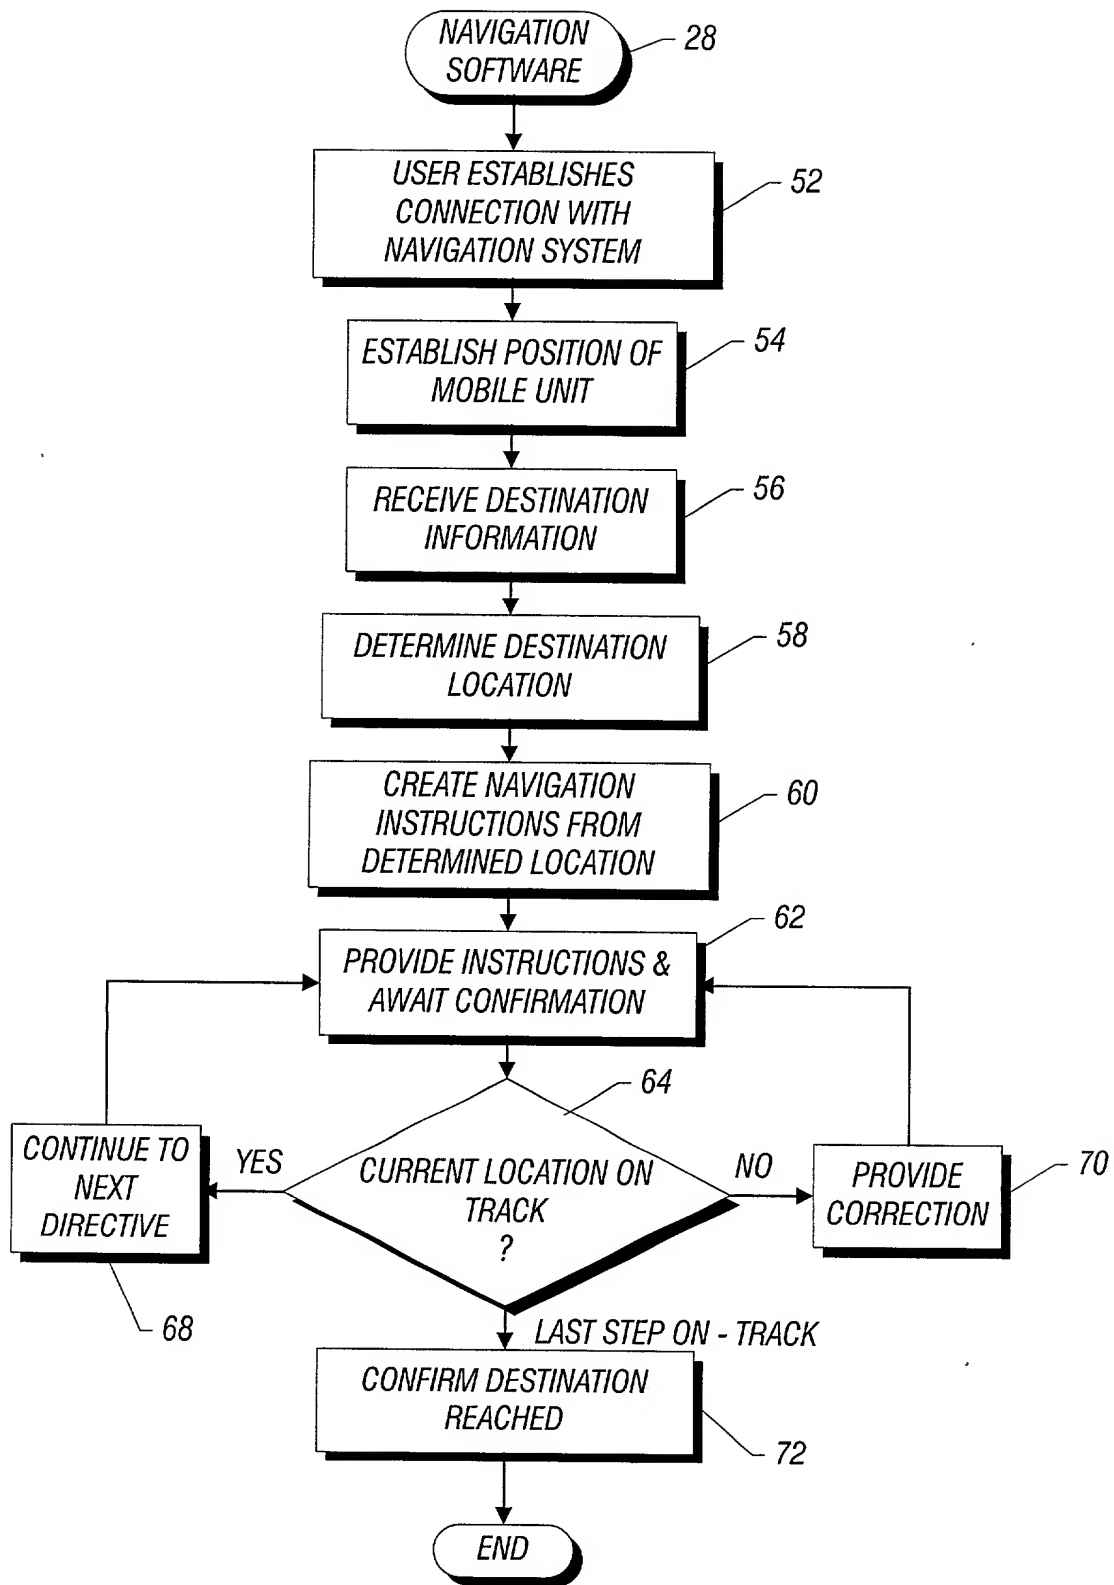 NAVIGATION
SOFTWARE
28
USER ESTABLISHES
CONNECTION WITH
NAVIGATION SYSTEM
52
ESTABLISH POSITION OF
MOBILE UNIT
54
RECEIVE DESTINATION
INFORMATION
56
DETERMINE DESTINATION
LOCATION
58
CREATE NAVIGATION
INSTRUCTIONS FROM
DETERMINED LOCATION
60
PROVIDE INSTRUCTIONS &
AWAIT CONFIRMATION
62
CURRENT LOCATION ON
TRACK
?
64
YES
CONTINUE TO
NEXT
DIRECTIVE
68
NO
PROVIDE
CORRECTION
70
LAST STEP ON - TRACK
CONFIRM DESTINATION
REACHED
72
END